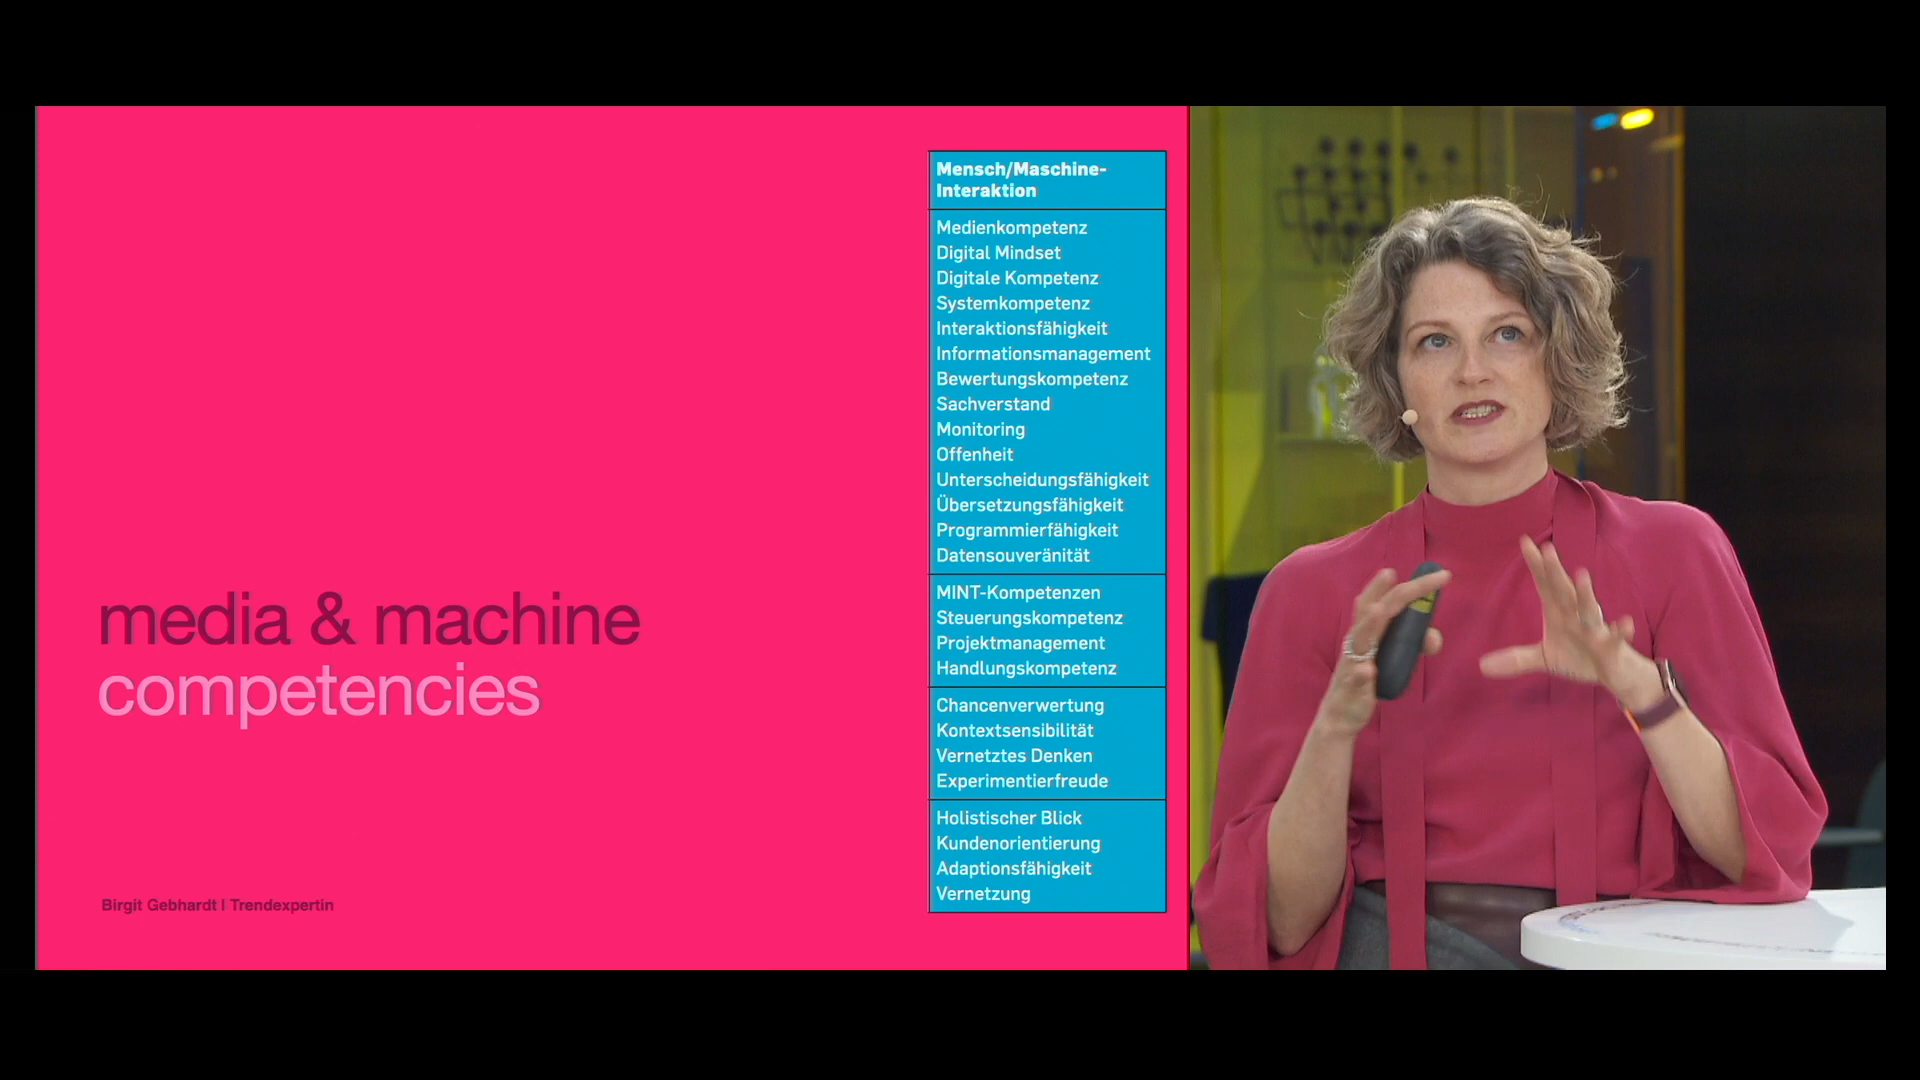 media & machine
competencies
Birgit Gebhardt | Trendexpertin
Mensch/Maschine-
Interaktion
Medienkompetenz
Digital Mindset
Digitale Kompetenz
Systemkompetenz
Interaktionsfähigkeit
Informationsmanagement
Bewertungskompetenz
Sachverstand
Monitoring
Offenheit
Unterscheidungsfähigkeit
Übersetzungsfähigkeit
Programmierfähigkeit
Datensouveränität
MINT-Kompetenzen
Steuerungskompetenz
Projektmanagement
Handlungskompetenz
Chancenverwertung
Kontextsensibilität
Vernetztes Denken
Experimentierfreude
Holistischer Blick
Kundenorientierung
Adaptionsfähigkeit
Vernetzung